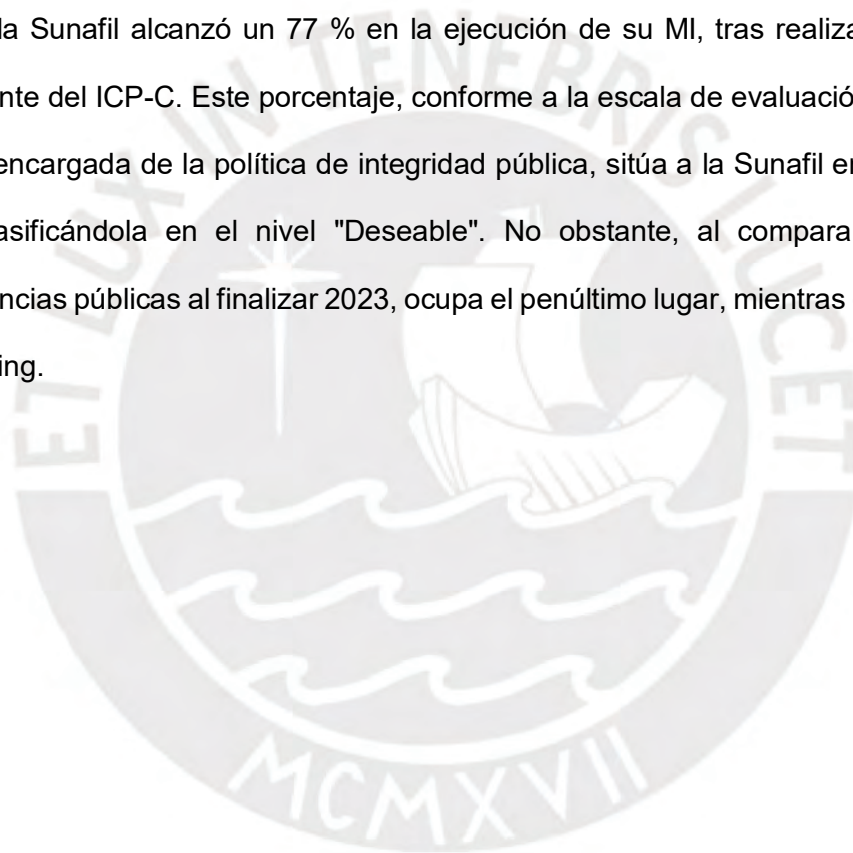 la Sunafil alcanzó un 77 % en la ejecución de su MI, tras realiza
nte del ICP-C. Este porcentaje, conforme a la escala de evaluació
encargada de la política de integridad pública, sitúa a la Sunafil en
asificándola en el nivel "Deseable". No obstante, al compara
ncias públicas al finalizar 2023, ocupa el penúltimo lugar, mientras
ing.
ET LUX IN TENEBRIS LUCET
MCMXVII